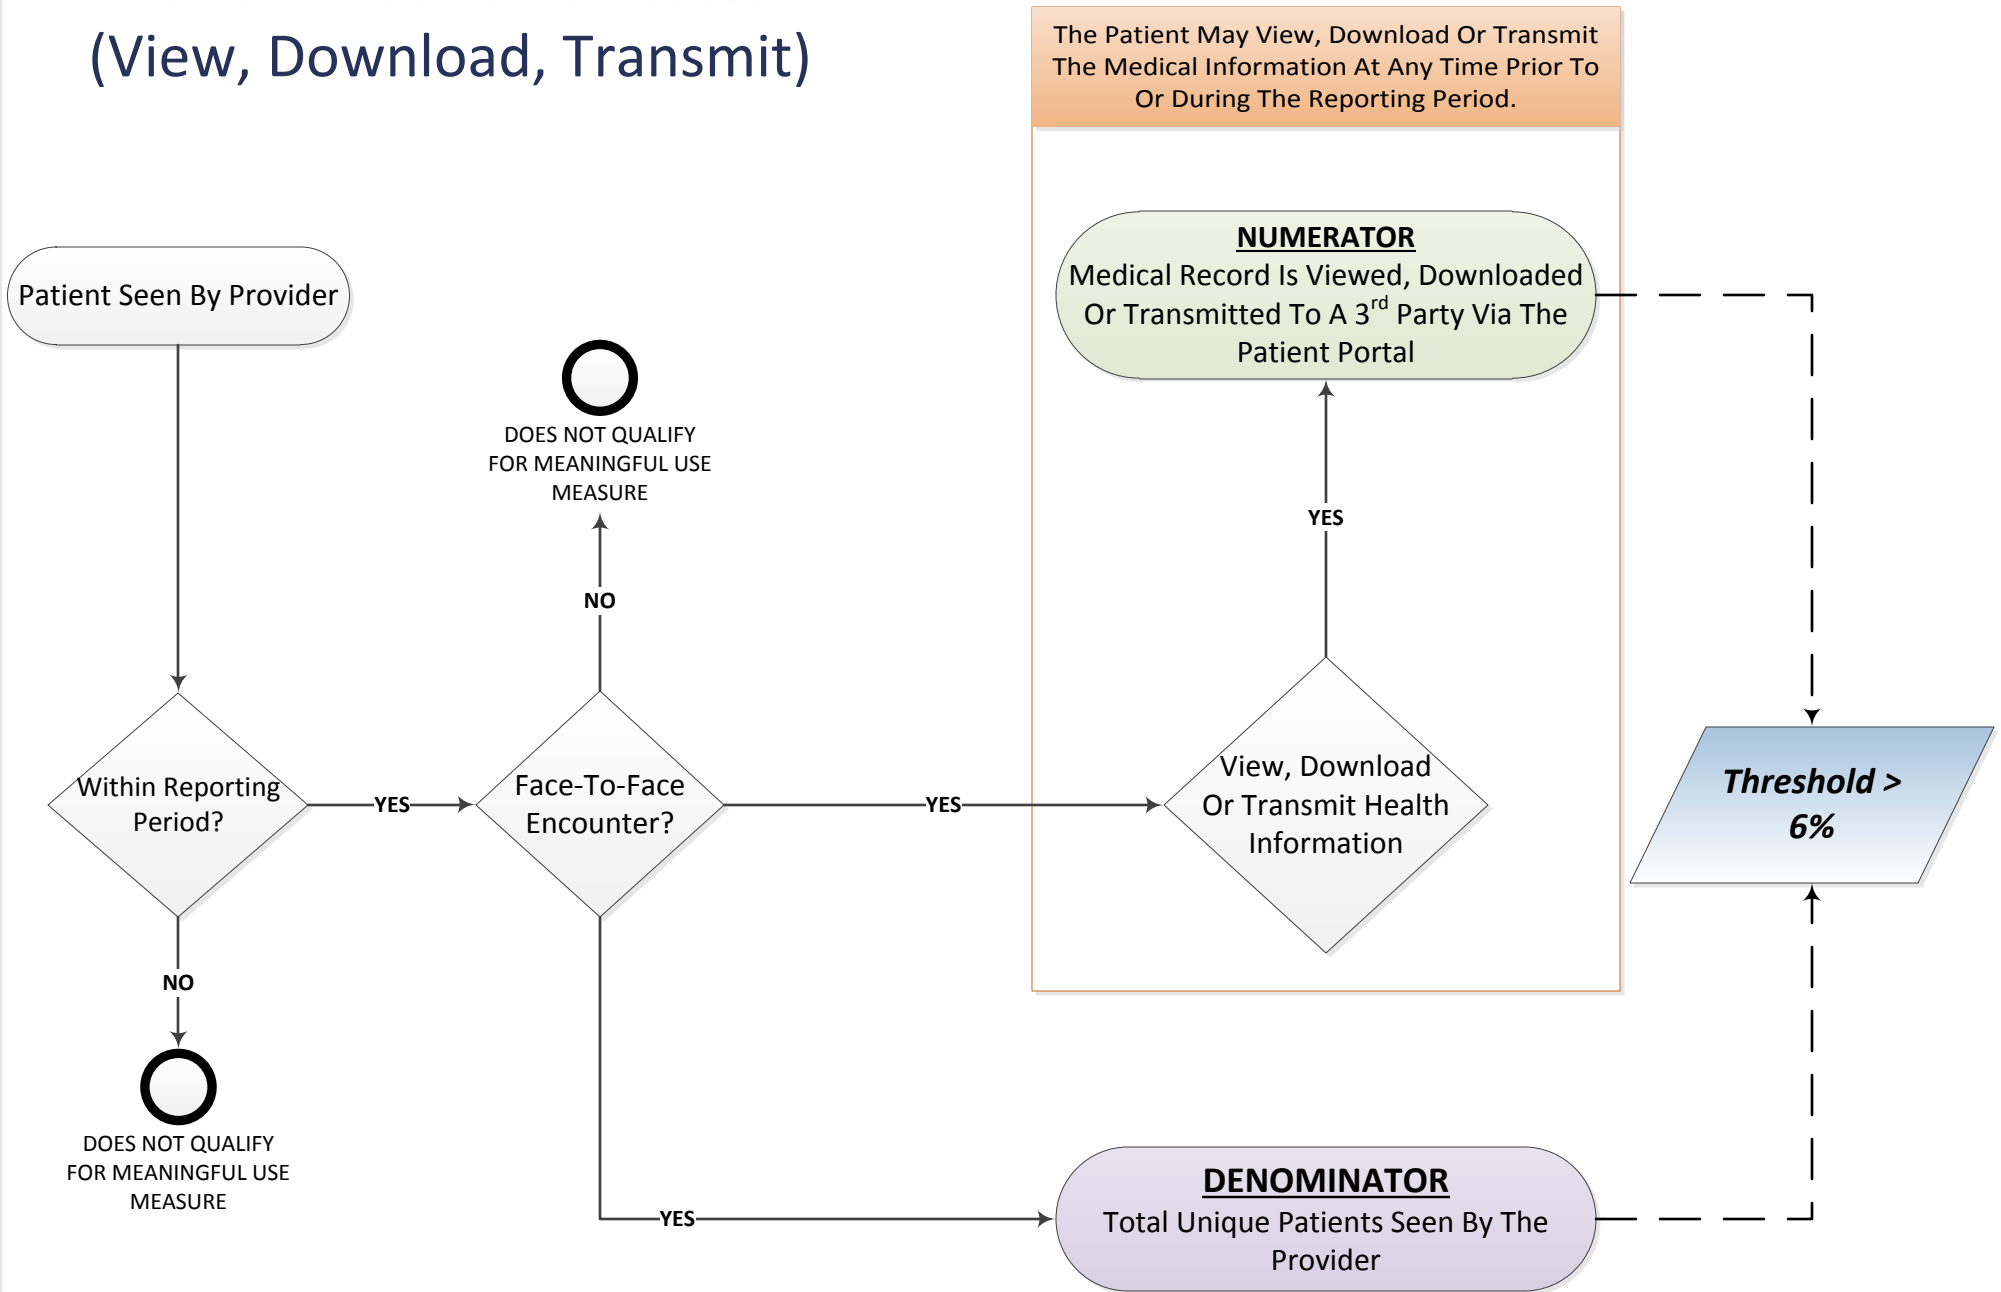 (View, Download, Transmit)
The Patient May View, Download Or Transmit
The Medical Information At Any Time Prior To
Or During The Reporting Period.
Patient Seen By Provider
NUMERATOR
Medical Record Is Viewed, Downloaded
Or Transmitted To A 3rd Party Via The
Patient Portal
DOES NOT QUALIFY
FOR MEANINGFUL USE
MEASURE
YES
NO
Within Reporting
Period?
YES
Face-To-Face
Encounter?
YES
View, Download
Or Transmit Health
Information
Threshold >
6%
NO
DOES NOT QUALIFY
FOR MEANINGFUL USE
MEASURE
YES
DENOMINATOR
Total Unique Patients Seen By The
Provider